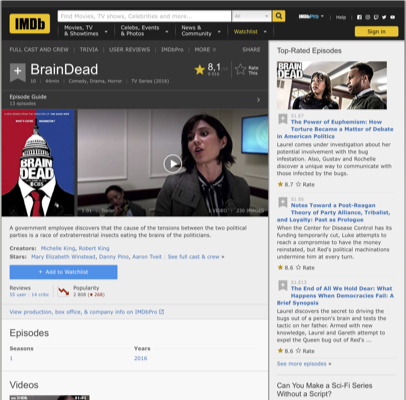 IMDb
Find Movies, TV shows, Celebrities and more...
All
IMDbPro
Help
Movies, TV
& Showtimes
Celebs, Events
& Photos
News &
Community
Watchlist
Sign in
FULL CAST AND CREW | TRIVIA | USER REVIEWS | IMDbPro | MORE
SHARE
BrainDead
8,1
Rate
This
10 | 44min | Comedy, Drama, Horror | TV Series (2016)
Episode Guide
13 episodes
BRAIN
DEAD
CBS
A government employee discovers that the cause of the tensions between the two political
parties is a race of extraterrestrial insects eating the brains of the politicians.
Creators: Michelle King, Robert King
Stars: Mary Elizabeth Winstead, Danny Pino, Aaron Tveit | See full cast & crew »
+ Add to Watchlist
Reviews
55 user | 14 critic
Popularity
2 808 (268)
View production, box office, & company info on IMDbPro
Episodes
Seasons
1
Years
2016
Videos
Top-Rated Episodes
BRAIN
DEAD
S1.E7
The Power of Euphemism: How
Torture Became a Matter of Debate
in American Politics
Laurel comes under investigation about her
potential involvement with the bug
infestation. Also, Gustav and Rochelle
discover a unique way to communicate
with those infected by the bugs.
8.7 Rate
Notes Toward a Post-Reagan
Theory of Party Alliance, Tribalist,
and Loyalty: Past as Prologue
When the Center for Disease Control has its
funding temporarily cut, Luke attempts to
reach a compromise to have the money
reinstated, but Red's political machinations
undermine him at every turn.
8.6 Rate
S1.E13
The End of All We Hold Dear: What
Happens When Democracies Fail: A
Brief Synopsis
Laurel discovers the secret to driving the
bugs out of a person's brain and tests the
tactic on her father. Armed with new
knowledge, Laurel and Gareth attempt to
expel the Queen bug out of Red's ...
8.6 Rate
See more episodes »
Can You Make a Sci-Fi Series
Without a Script?